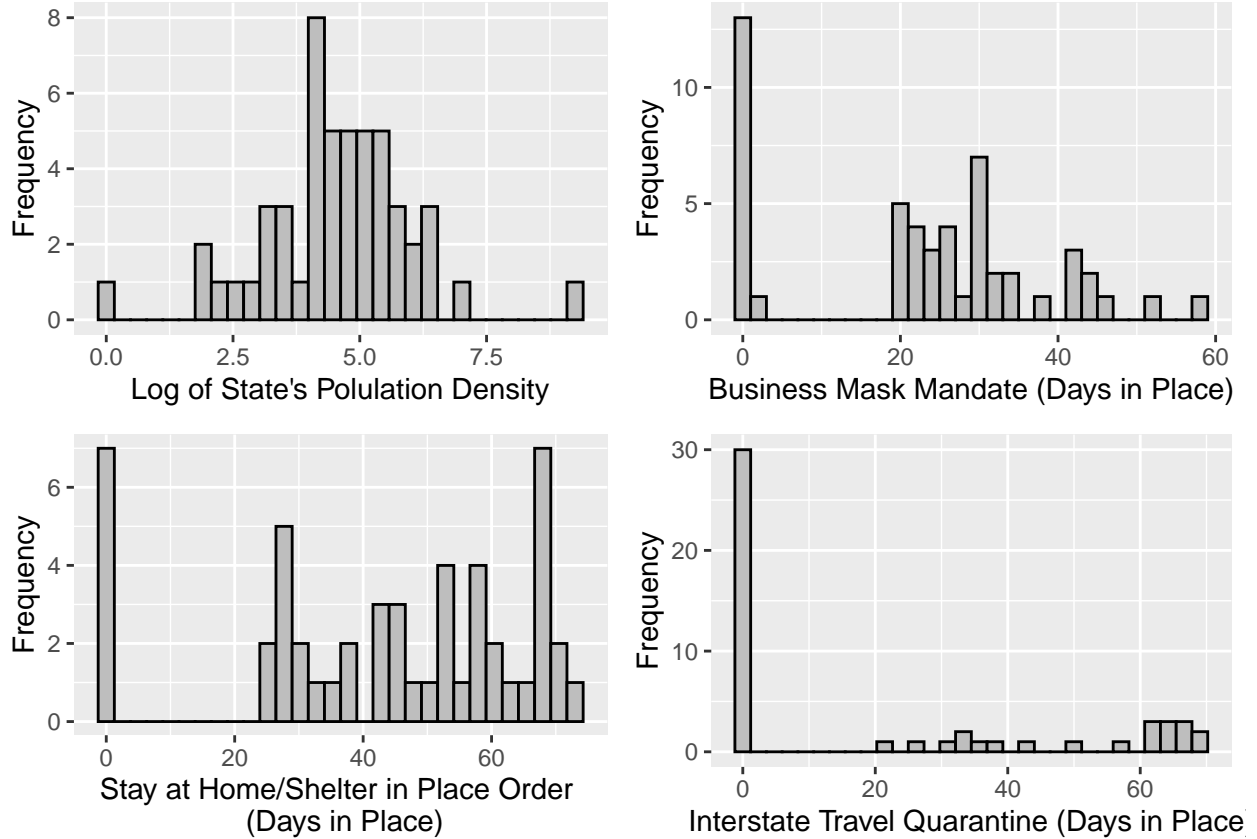 8
6
4
2
0
Frequency
0.0 2.5 5.0 7.5
Log of State's Polulation Density
10
5
0
Frequency
0 20 40 60
Business Mask Mandate (Days in Place)
6
4
2
0
Frequency
0 20 40 60
Stay at Home/Shelter in Place Order
(Days in Place)
30
20
10
0
Frequency
0 20 40 60
Interstate Travel Quarantine (Days in Place)